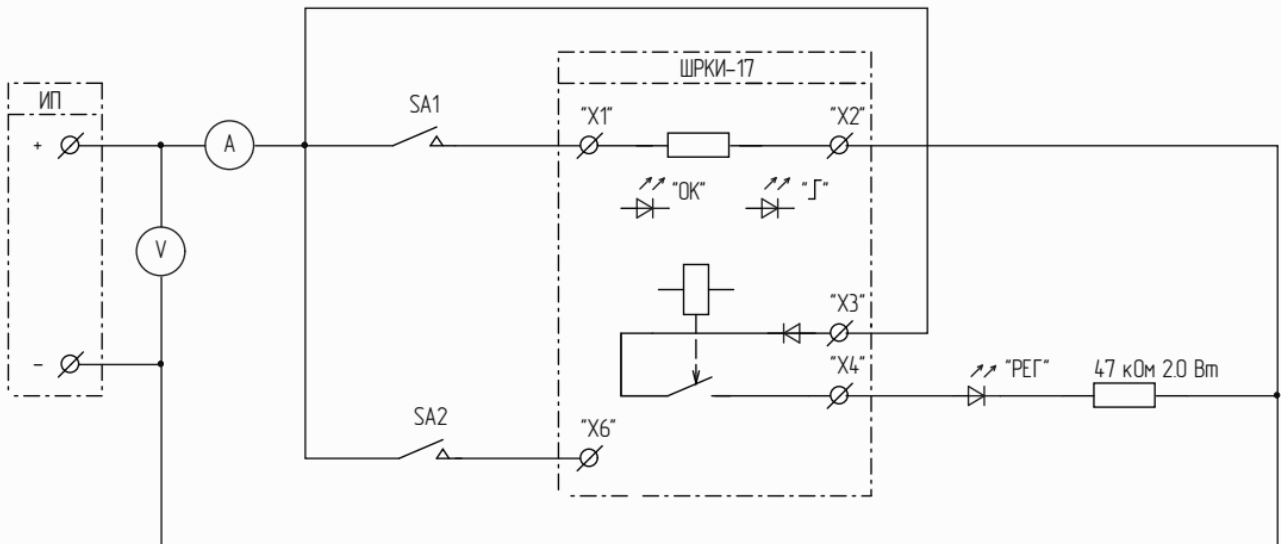 ШРКИ-17
ИП
SA1
"X1"
"X2"
+
A
"OK"
"
"
V
"X3"
"X4"
-
"РЕГ"
47 кОм 2.0 Вт
SA2
"X6"